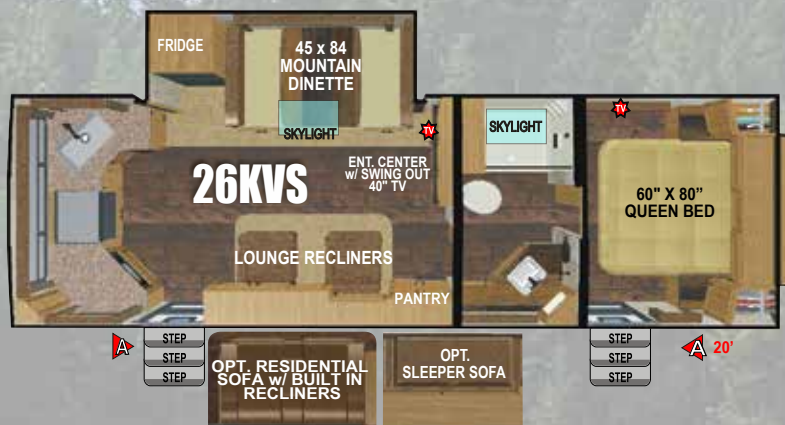 FRIDGE
45 x 84
MOUNTAIN
DINETTE
SKYLIGHT
TV
26KVS
ENT. CENTER
w/ SWING OUT
40" TV
LOUNGE RECLINERS
PANTRY
SKYLIGHT
TV
60" X 80”
QUEEN BED
A
STEP
STEP
STEP
OPT. RESIDENTIAL
SOFA w/ BUILT IN
RECLINERS
OPT.
SLEEPER SOFA
STEP
STEP
STEP
A 20’